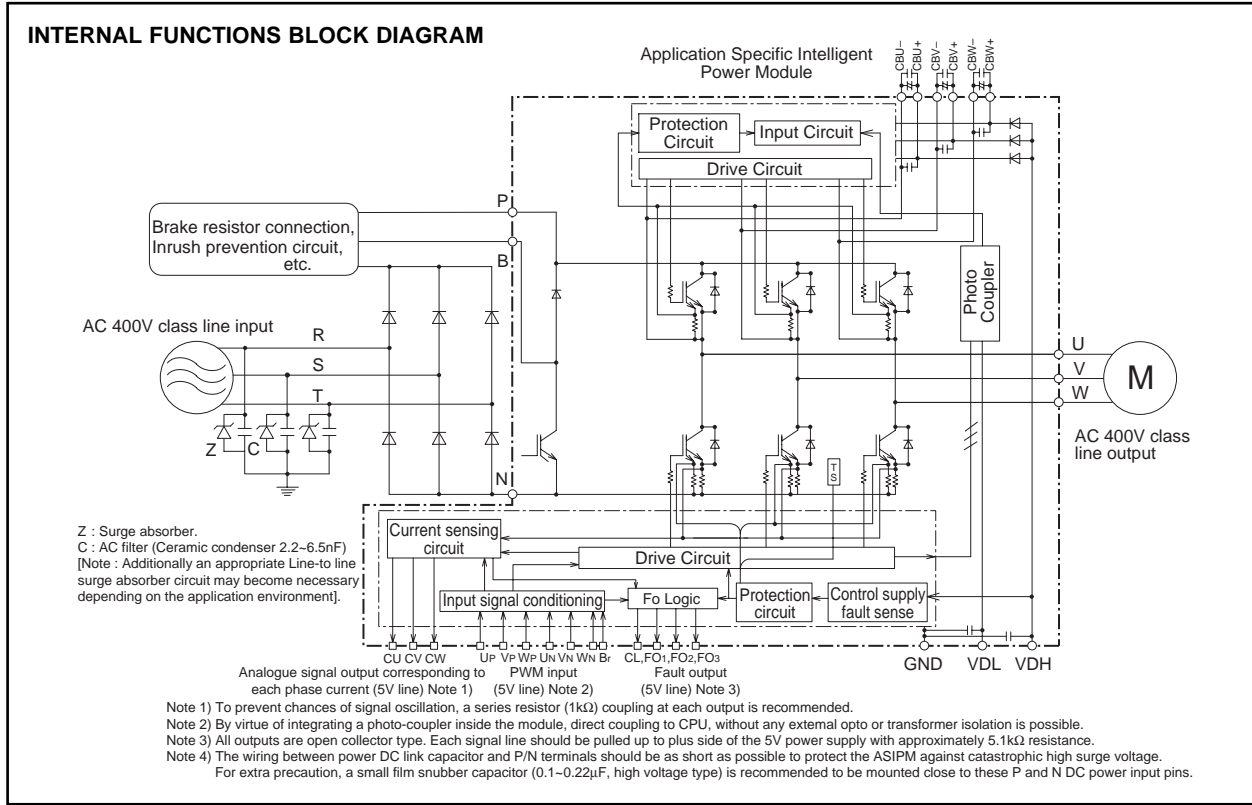 INTERNAL FUNCTIONS BLOCK DIAGRAM
Application Specific Intelligent
Power Module
CBU–
CBU+
CBV–
CBV+
CBW–
CBW+
Protection
Circuit
Input Circuit
Drive Circuit
P
Brake resistor connection,
Inrush prevention circuit,
etc.
B
Photo
Coupler
AC 400V class line input
R
S
T
Z
C
U
V
W
M
AC 400V class
line output
TS
N
Z : Surge absorber.
C : AC filter (Ceramic condenser 2.2~6.5nF)
[Note : Additionally an appropriate Line-to line
surge absorber circuit may become necessary
depending on the application environment].
Current sensing
circuit
Drive Circuit
Input signal conditioning
Fo Logic
Protection
circuit
Control supply
fault sense
CU CV CW
UP VP WP UN VN WN Br
CL,FO1,FO2,FO3
GND
VDL
VDH
Analogue signal output corresponding to
each phase current (5V line) Note 1)
PWM input
(5V line) Note 2)
Fault output
(5V line) Note 3)
Note 1) To prevent chances of signal oscillation, a series resistor (1kΩ) coupling at each output is recommended.
Note 2) By virtue of integrating a photo-coupler inside the module, direct coupling to CPU, without any external opto or transformer isolation is possible.
Note 3) All outputs are open collector type. Each signal line should be pulled up to plus side of the 5V power supply with approximately 5.1kΩ resistance.
Note 4) The wiring between power DC link capacitor and P/N terminals should be as short as possible to protect the ASIPM against catastrophic high surge voltage.
For extra precaution, a small film snubber capacitor (0.1~0.22μF, high voltage type) is recommended to be mounted close to these P and N DC power input pins.